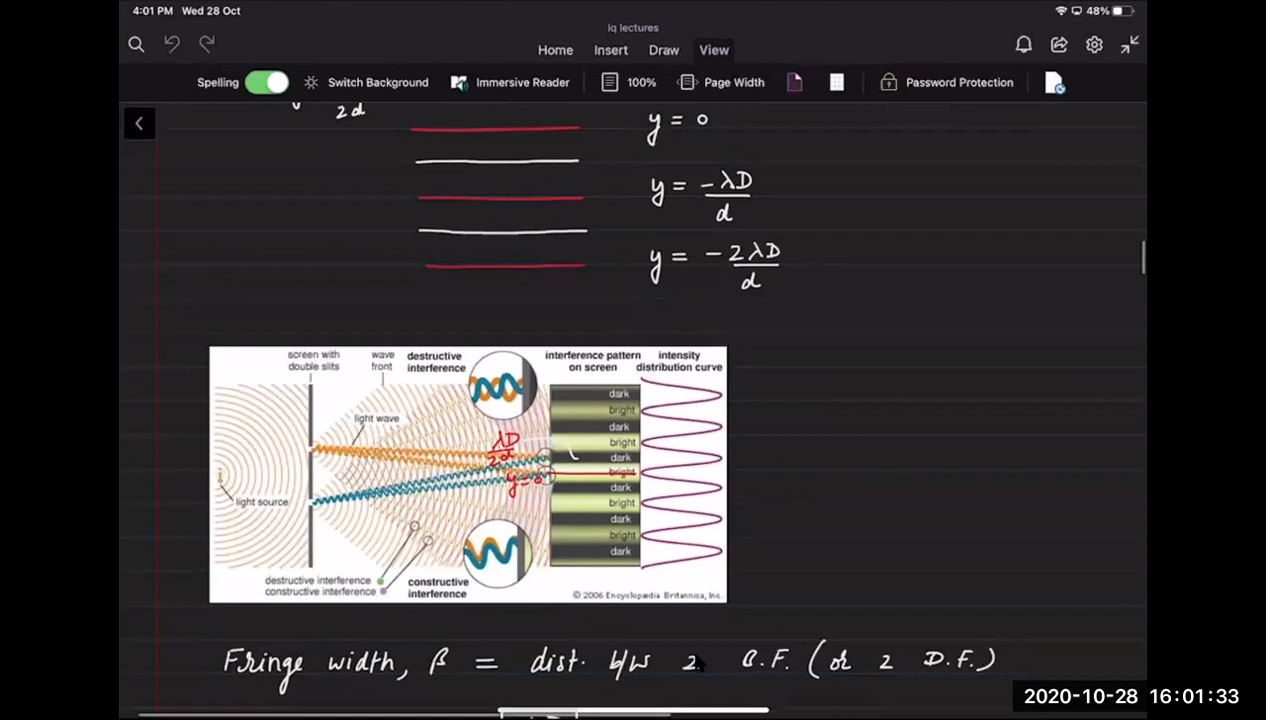 4:01 PM Wed 28 Oct
48%
iq lectures
Home Insert Draw View
Spelling Switch Background Immersive Reader 100% Page Width Password Protection
2d
y = 0
y = -λD/d
y = -2λD/d
screen with double slits
wave front
destructive interference
interference pattern on screen
intensity distribution curve
light wave
dark
bright
dark
bright
λD/2d
dark
bright
y=0
dark
light source
bright
dark
bright
dark
destructive interference
constructive interference
constructive interference
© 2006 Encyclopædia Britannica, Inc.
Fringe width, β = dist. b/w 2 B.F. (or 2 D.F.)
2020-10-28 16:01:33